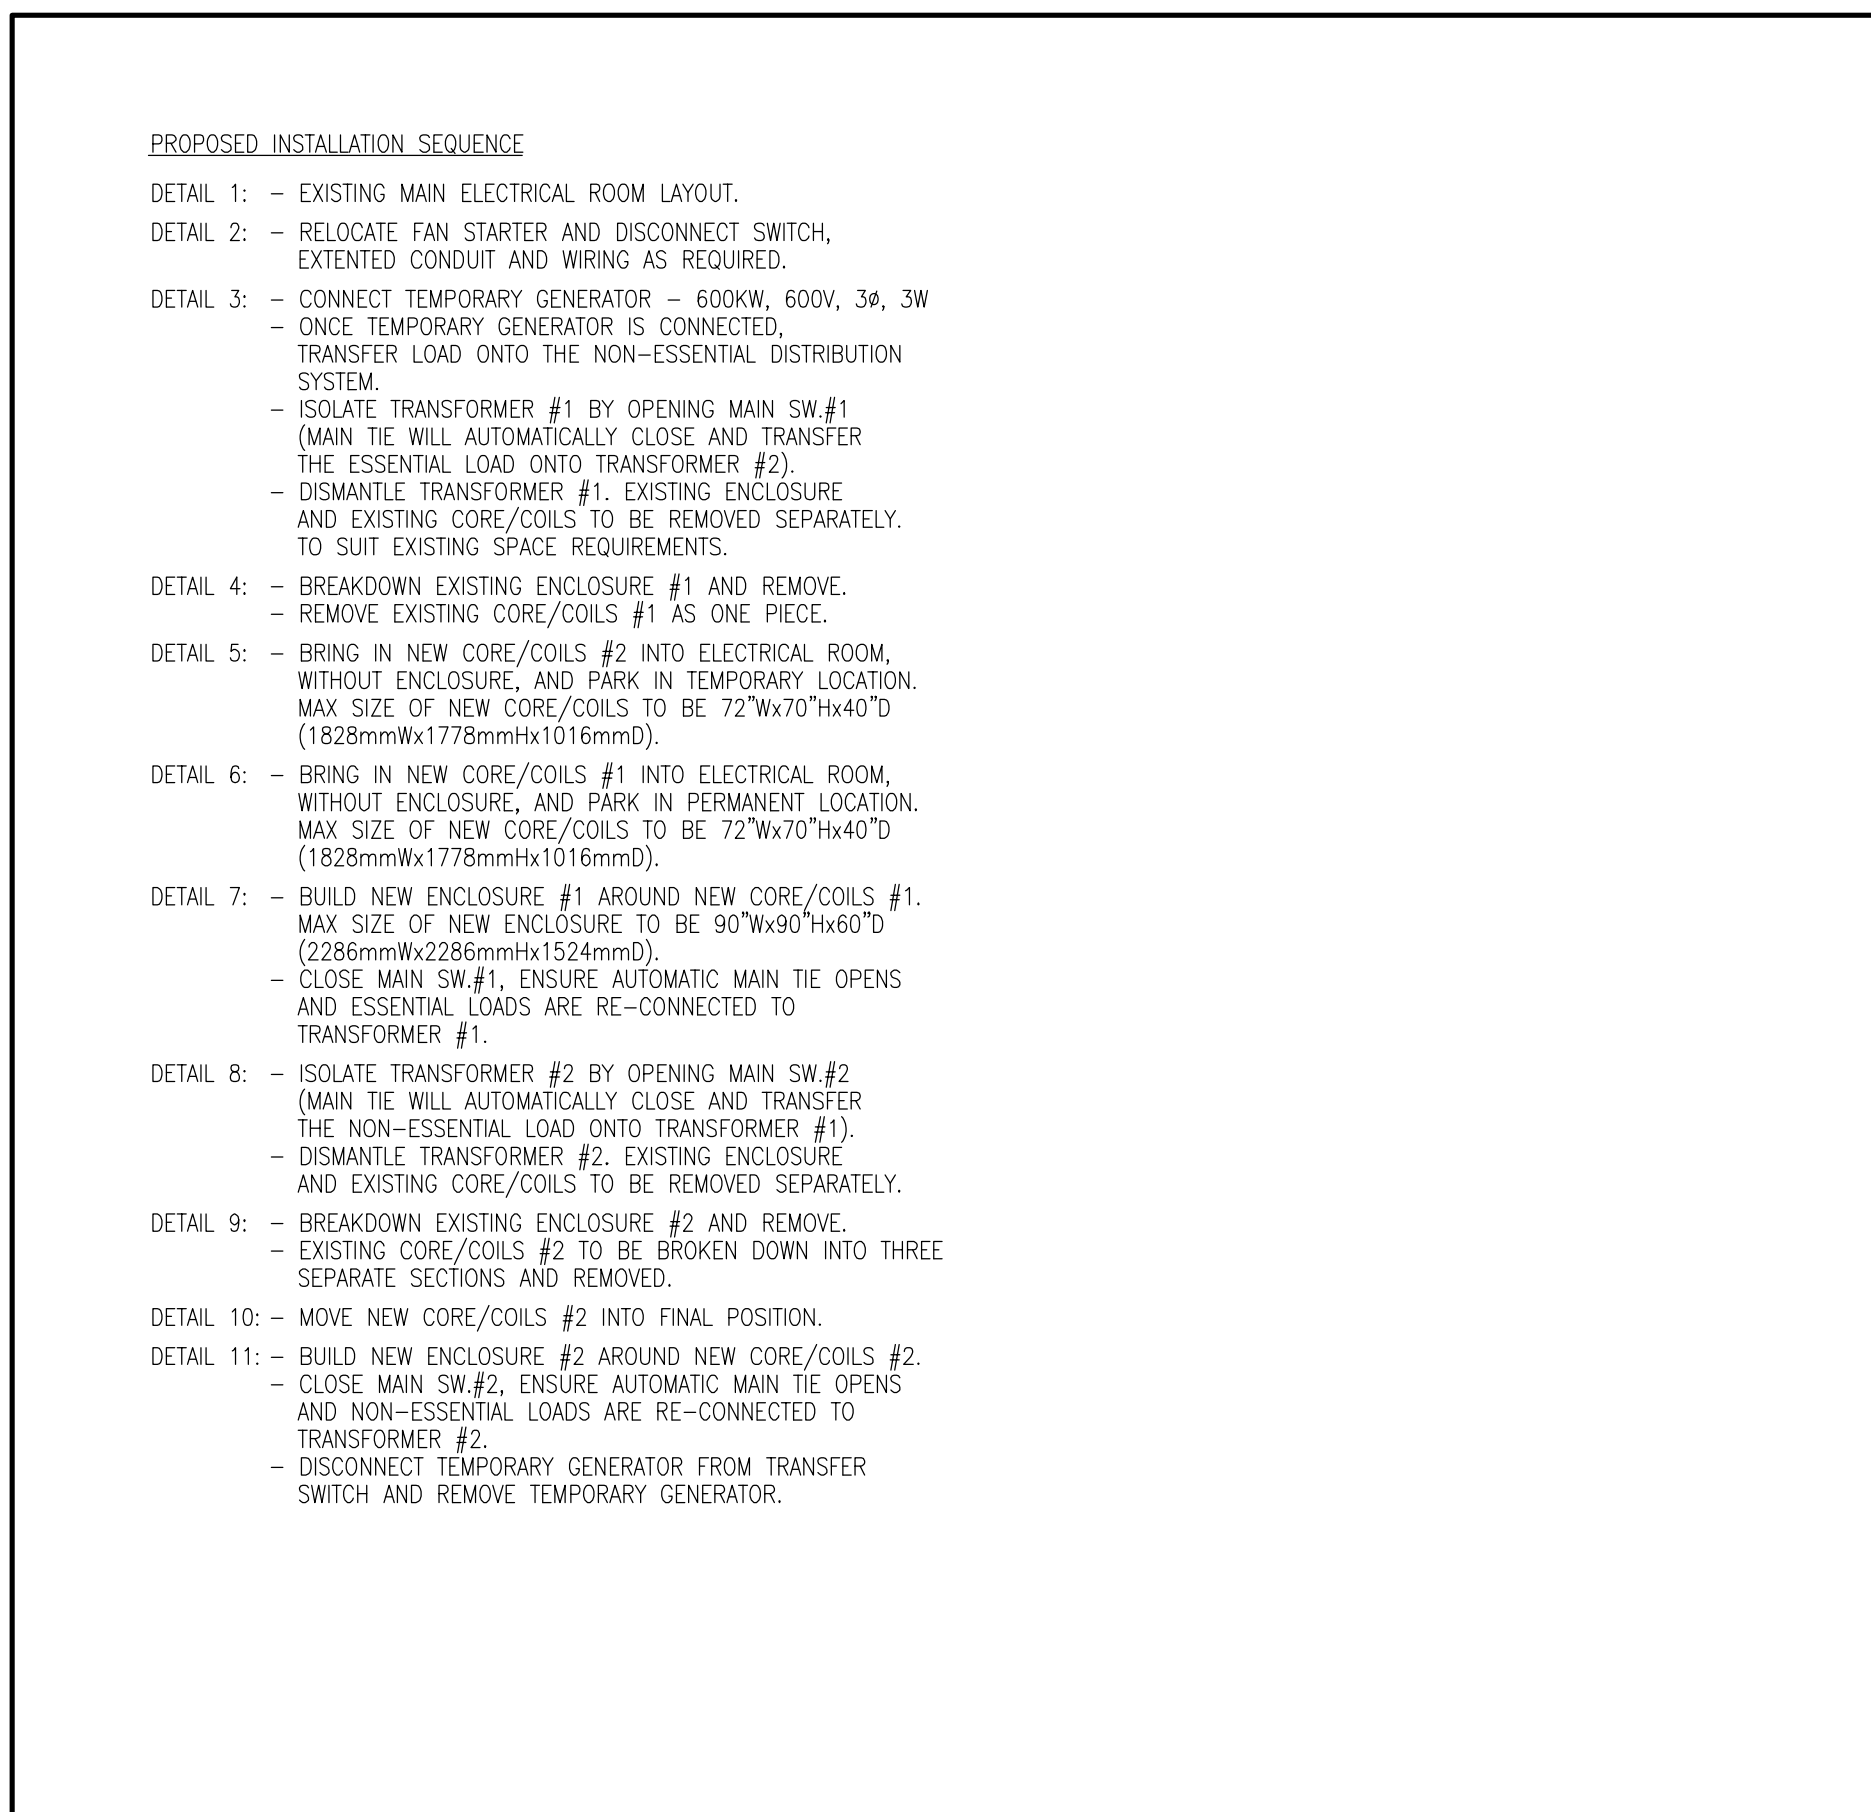 PROPOSED INSTALLATION SEQUENCE
DETAIL 1: – EXISTING MAIN ELECTRICAL ROOM LAYOUT.
DETAIL 2: – RELOCATE FAN STARTER AND DISCONNECT SWITCH,
EXTENTED CONDUIT AND WIRING AS REQUIRED.
DETAIL 3: – CONNECT TEMPORARY GENERATOR – 600KW, 600V, 3ø, 3W
– ONCE TEMPORARY GENERATOR IS CONNECTED,
TRANSFER LOAD ONTO THE NON–ESSENTIAL DISTRIBUTION
SYSTEM.
– ISOLATE TRANSFORMER #1 BY OPENING MAIN SW.#1
(MAIN TIE WILL AUTOMATICALLY CLOSE AND TRANSFER
THE ESSENTIAL LOAD ONTO TRANSFORMER #2).
– DISMANTLE TRANSFORMER #1. EXISTING ENCLOSURE
AND EXISTING CORE/COILS TO BE REMOVED SEPARATELY.
TO SUIT EXISTING SPACE REQUIREMENTS.
DETAIL 4: – BREAKDOWN EXISTING ENCLOSURE #1 AND REMOVE.
– REMOVE EXISTING CORE/COILS #1 AS ONE PIECE.
DETAIL 5: – BRING IN NEW CORE/COILS #2 INTO ELECTRICAL ROOM,
WITHOUT ENCLOSURE, AND PARK IN TEMPORARY LOCATION.
MAX SIZE OF NEW CORE/COILS TO BE 72"Wx70"Hx40"D
(1828mmWx1778mmHx1016mmD).
DETAIL 6: – BRING IN NEW CORE/COILS #1 INTO ELECTRICAL ROOM,
WITHOUT ENCLOSURE, AND PARK IN PERMANENT LOCATION.
MAX SIZE OF NEW CORE/COILS TO BE 72"Wx70"Hx40"D
(1828mmWx1778mmHx1016mmD).
DETAIL 7: – BUILD NEW ENCLOSURE #1 AROUND NEW CORE/COILS #1.
MAX SIZE OF NEW ENCLOSURE TO BE 90"Wx90"Hx60"D
(2286mmWx2286mmHx1524mmD).
– CLOSE MAIN SW.#1, ENSURE AUTOMATIC MAIN TIE OPENS
AND ESSENTIAL LOADS ARE RE–CONNECTED TO
TRANSFORMER #1.
DETAIL 8: – ISOLATE TRANSFORMER #2 BY OPENING MAIN SW.#2
(MAIN TIE WILL AUTOMATICALLY CLOSE AND TRANSFER
THE NON–ESSENTIAL LOAD ONTO TRANSFORMER #1).
– DISMANTLE TRANSFORMER #2. EXISTING ENCLOSURE
AND EXISTING CORE/COILS TO BE REMOVED SEPARATELY.
DETAIL 9: – BREAKDOWN EXISTING ENCLOSURE #2 AND REMOVE.
– EXISTING CORE/COILS #2 TO BE BROKEN DOWN INTO THREE
SEPARATE SECTIONS AND REMOVED.
DETAIL 10: – MOVE NEW CORE/COILS #2 INTO FINAL POSITION.
DETAIL 11: – BUILD NEW ENCLOSURE #2 AROUND NEW CORE/COILS #2.
– CLOSE MAIN SW.#2, ENSURE AUTOMATIC MAIN TIE OPENS
AND NON–ESSENTIAL LOADS ARE RE–CONNECTED TO
TRANSFORMER #2.
– DISCONNECT TEMPORARY GENERATOR FROM TRANSFER
SWITCH AND REMOVE TEMPORARY GENERATOR.